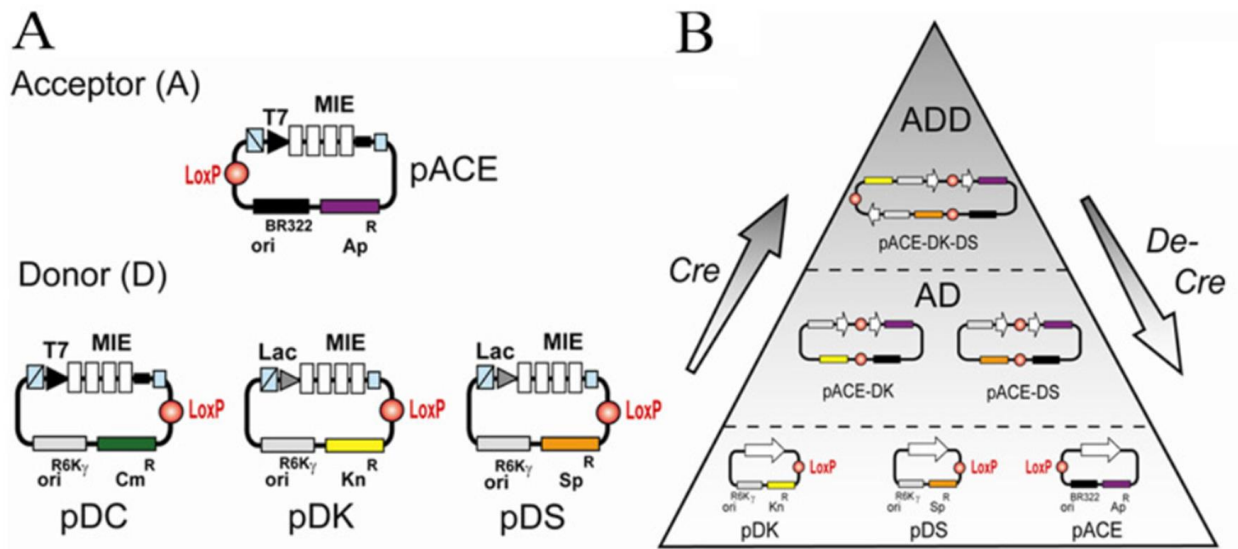 A
Acceptor (A)
T7
MIE
LoxP
pACE
BR322
R
ori
Ap
Donor (D)
T7
MIE
LoxP
R6Kγ
R
ori
Cm
pDC
Lac
MIE
LoxP
R6Kγ
R
ori
Kn
pDK
Lac
MIE
LoxP
R6Kγ
R
ori
Sp
pDS
B
ADD
pACE-DK-DS
Cre
De-
Cre
AD
pACE-DK
pACE-DS
LoxP
R6Kγ
R
ori
Kn
pDK
LoxP
R6Kγ
R
ori
Sp
pDS
LoxP
BR322
R
ori
Ap
pACE